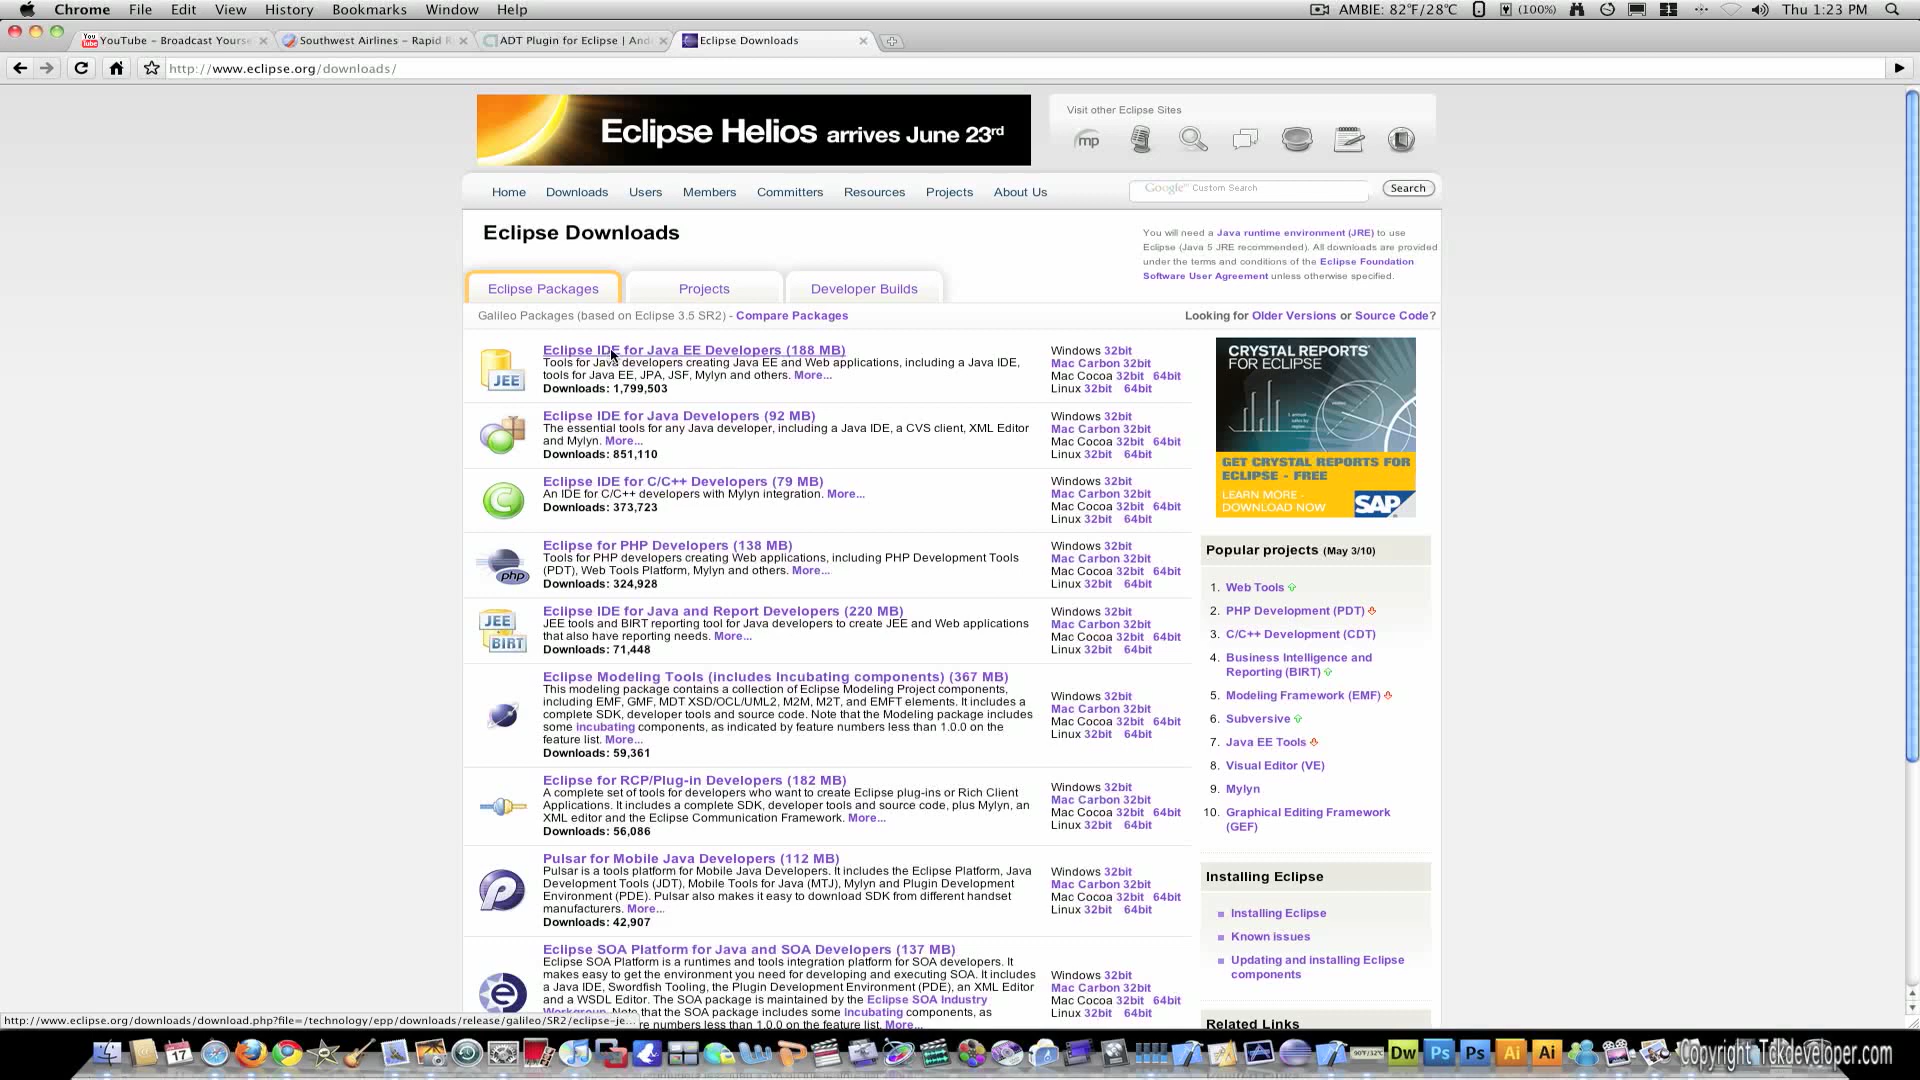 Chrome File Edit View History Bookmarks Window Help AMBIE: 82°F/28°C (100%) Thu 1:23 PM
YouTube - Broadcast Yourse Southwest Airlines - Rapid R ADT Plugin for Eclipse | And Eclipse Downloads
http://www.eclipse.org/downloads/
Eclipse Helios arrives June 23rd
Visit other Eclipse Sites
mp
Home Downloads Users Members Committers Resources Projects About Us
Google™ Custom Search Search
Eclipse Downloads
You will need a Java runtime environment (JRE) to use
Eclipse (Java 5 JRE recommended). All downloads are provided
under the terms and conditions of the Eclipse Foundation
Software User Agreement unless otherwise specified.
Eclipse Packages Projects Developer Builds
Galileo Packages (based on Eclipse 3.5 SR2) - Compare Packages
Looking for Older Versions or Source Code?
JEE
Eclipse IDE for Java EE Developers (188 MB)
Tools for Java developers creating Java EE and Web applications, including a Java IDE,
tools for Java EE, JPA, JSF, Mylyn and others. More...
Downloads: 1,799,503
Windows 32bit
Mac Carbon 32bit
Mac Cocoa 32bit 64bit
Linux 32bit 64bit
Eclipse IDE for Java Developers (92 MB)
The essential tools for any Java developer, including a Java IDE, a CVS client, XML Editor
and Mylyn. More...
Downloads: 851,110
Windows 32bit
Mac Carbon 32bit
Mac Cocoa 32bit 64bit
Linux 32bit 64bit
C
Eclipse IDE for C/C++ Developers (79 MB)
An IDE for C/C++ developers with Mylyn integration. More...
Downloads: 373,723
Windows 32bit
Mac Carbon 32bit
Mac Cocoa 32bit 64bit
Linux 32bit 64bit
php
Eclipse for PHP Developers (138 MB)
Tools for PHP developers creating Web applications, including PHP Development Tools
(PDT), Web Tools Platform, Mylyn and others. More...
Downloads: 324,928
Windows 32bit
Mac Carbon 32bit
Mac Cocoa 32bit 64bit
Linux 32bit 64bit
JEE
BIRT
Eclipse IDE for Java and Report Developers (220 MB)
JEE tools and BIRT reporting tool for Java developers to create JEE and Web applications
that also have reporting needs. More...
Downloads: 71,448
Windows 32bit
Mac Carbon 32bit
Mac Cocoa 32bit 64bit
Linux 32bit 64bit
Eclipse Modeling Tools (includes Incubating components) (367 MB)
This modeling package contains a collection of Eclipse Modeling Project components,
including EMF, GMF, MDT XSD/OCL/UML2, M2M, M2T, and EMFT elements. It includes a
complete SDK, developer tools and source code. Note that the Modeling package includes
some incubating components, as indicated by feature numbers less than 1.0.0 on the
feature list. More...
Downloads: 59,361
Windows 32bit
Mac Carbon 32bit
Mac Cocoa 32bit 64bit
Linux 32bit 64bit
Eclipse for RCP/Plug-in Developers (182 MB)
A complete set of tools for developers who want to create Eclipse plug-ins or Rich Client
Applications. It includes a complete SDK, developer tools and source code, plus Mylyn, an
XML editor and the Eclipse Communication Framework. More...
Downloads: 56,086
Windows 32bit
Mac Carbon 32bit
Mac Cocoa 32bit 64bit
Linux 32bit 64bit
Pulsar for Mobile Java Developers (112 MB)
Pulsar is a tools platform for Mobile Java Developers. It includes the Eclipse Platform, Java
Development Tools (JDT), Mobile Tools for Java (MTJ), Mylyn and Plugin Development
Environment (PDE). Pulsar also makes it easy to download SDK from different handset
manufacturers. More...
Downloads: 42,907
Windows 32bit
Mac Carbon 32bit
Mac Cocoa 32bit 64bit
Linux 32bit 64bit
Eclipse SOA Platform for Java and SOA Developers (137 MB)
Eclipse SOA Platform is a runtimes and tools integration platform for SOA developers. It
makes easy to get the environment you need for developing and executing SOA. It includes
a Java IDE, Swordfish Tooling, the Plugin Development Environment (PDE), an XML Editor
and a WSDL Editor. The SOA package is maintained by the Eclipse SOA Industry
Workgroup. Note that the SOA package includes some Incubating components, as
re numbers less than 1.0.0 on the feature list. More...
Windows 32bit
Mac Carbon 32bit
Mac Cocoa 32bit 64bit
Linux 32bit 64bit
CRYSTAL REPORTS
FOR ECLIPSE
GET CRYSTAL REPORTS FOR
ECLIPSE - FREE
LEARN MORE -
DOWNLOAD NOW
SAP
Popular projects (May 3/10)
1. Web Tools
2. PHP Development (PDT)
3. C/C++ Development (CDT)
4. Business Intelligence and
Reporting (BIRT)
5. Modeling Framework (EMF)
6. Subversive
7. Java EE Tools
8. Visual Editor (VE)
9. Mylyn
10. Graphical Editing Framework
(GEF)
Installing Eclipse
Installing Eclipse
Known issues
Updating and installing Eclipse
components
Related Links
http://www.eclipse.org/downloads/download.php?file=/technology/epp/downloads/release/galileo/SR2/eclipse-je...
17 Dw Ps Ps Ai Ai
Copyright Tckdeveloper.com